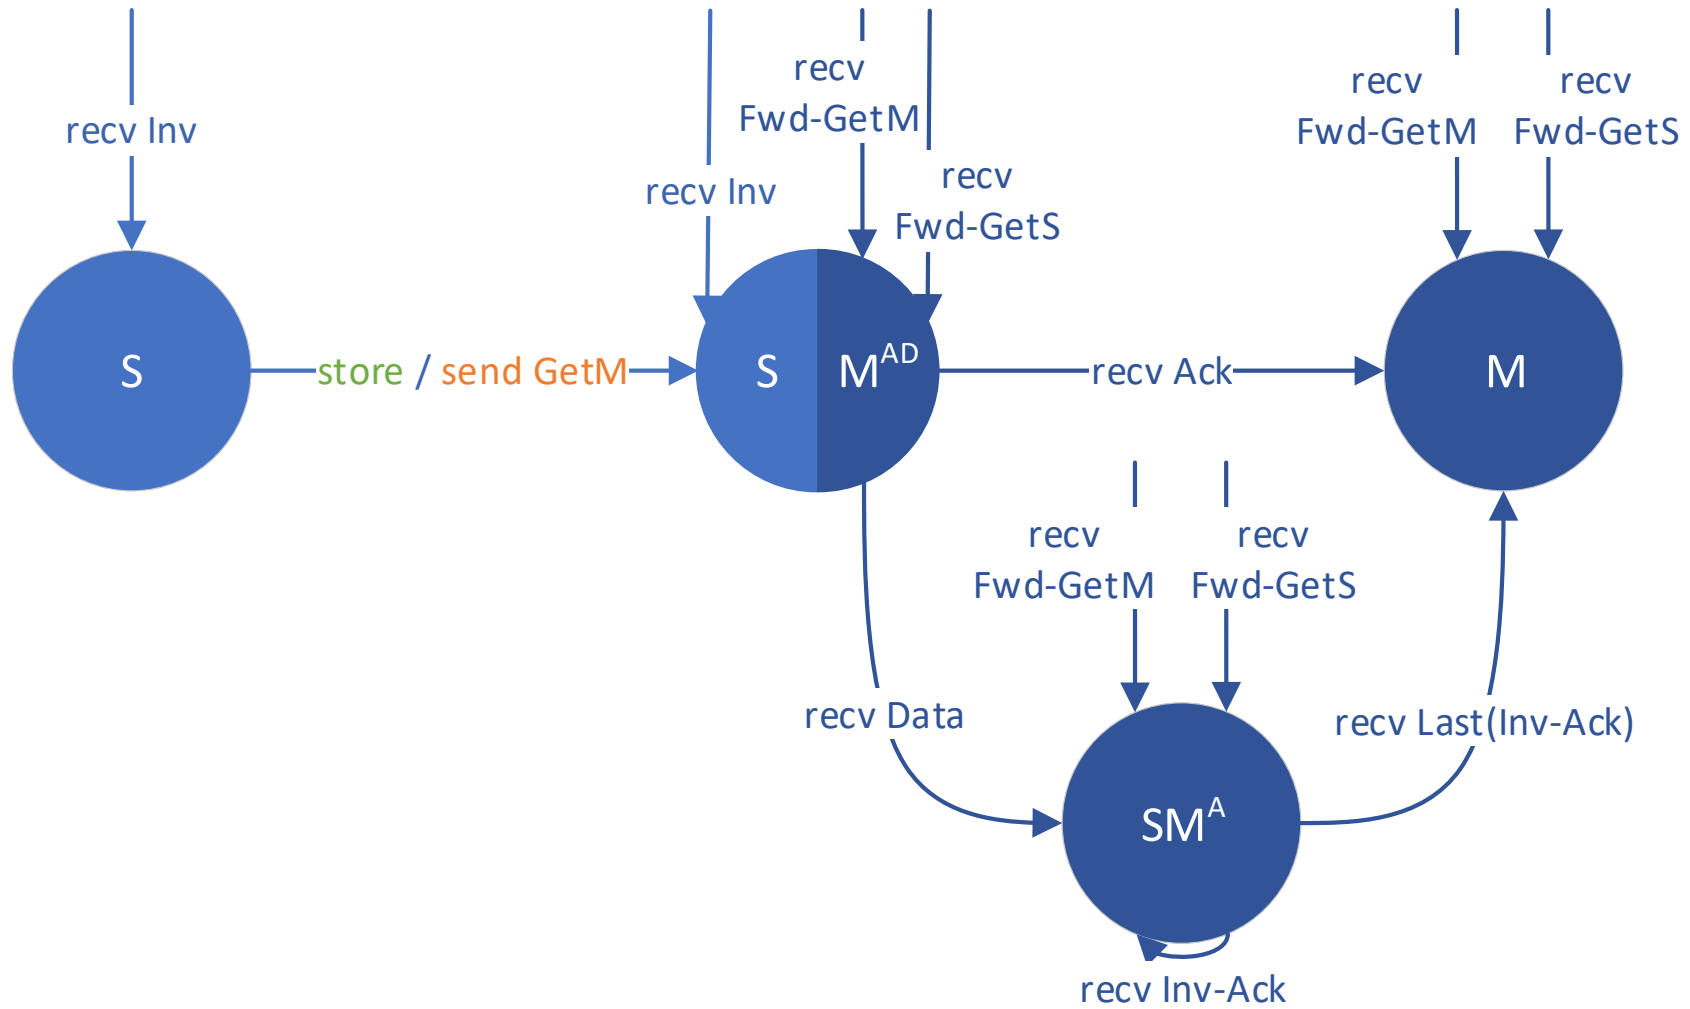 recv
Fwd-GetM
recv
Fwd-GetM
recv
Fwd-GetS
recv Inv
recv Inv
recv
Fwd-GetS
S
store / send GetM
S
M^AD
recv Ack
M
recv
Fwd-GetM
recv
Fwd-GetS
recv Data
recv Last(Inv-Ack)
SM^A
recv Inv-Ack